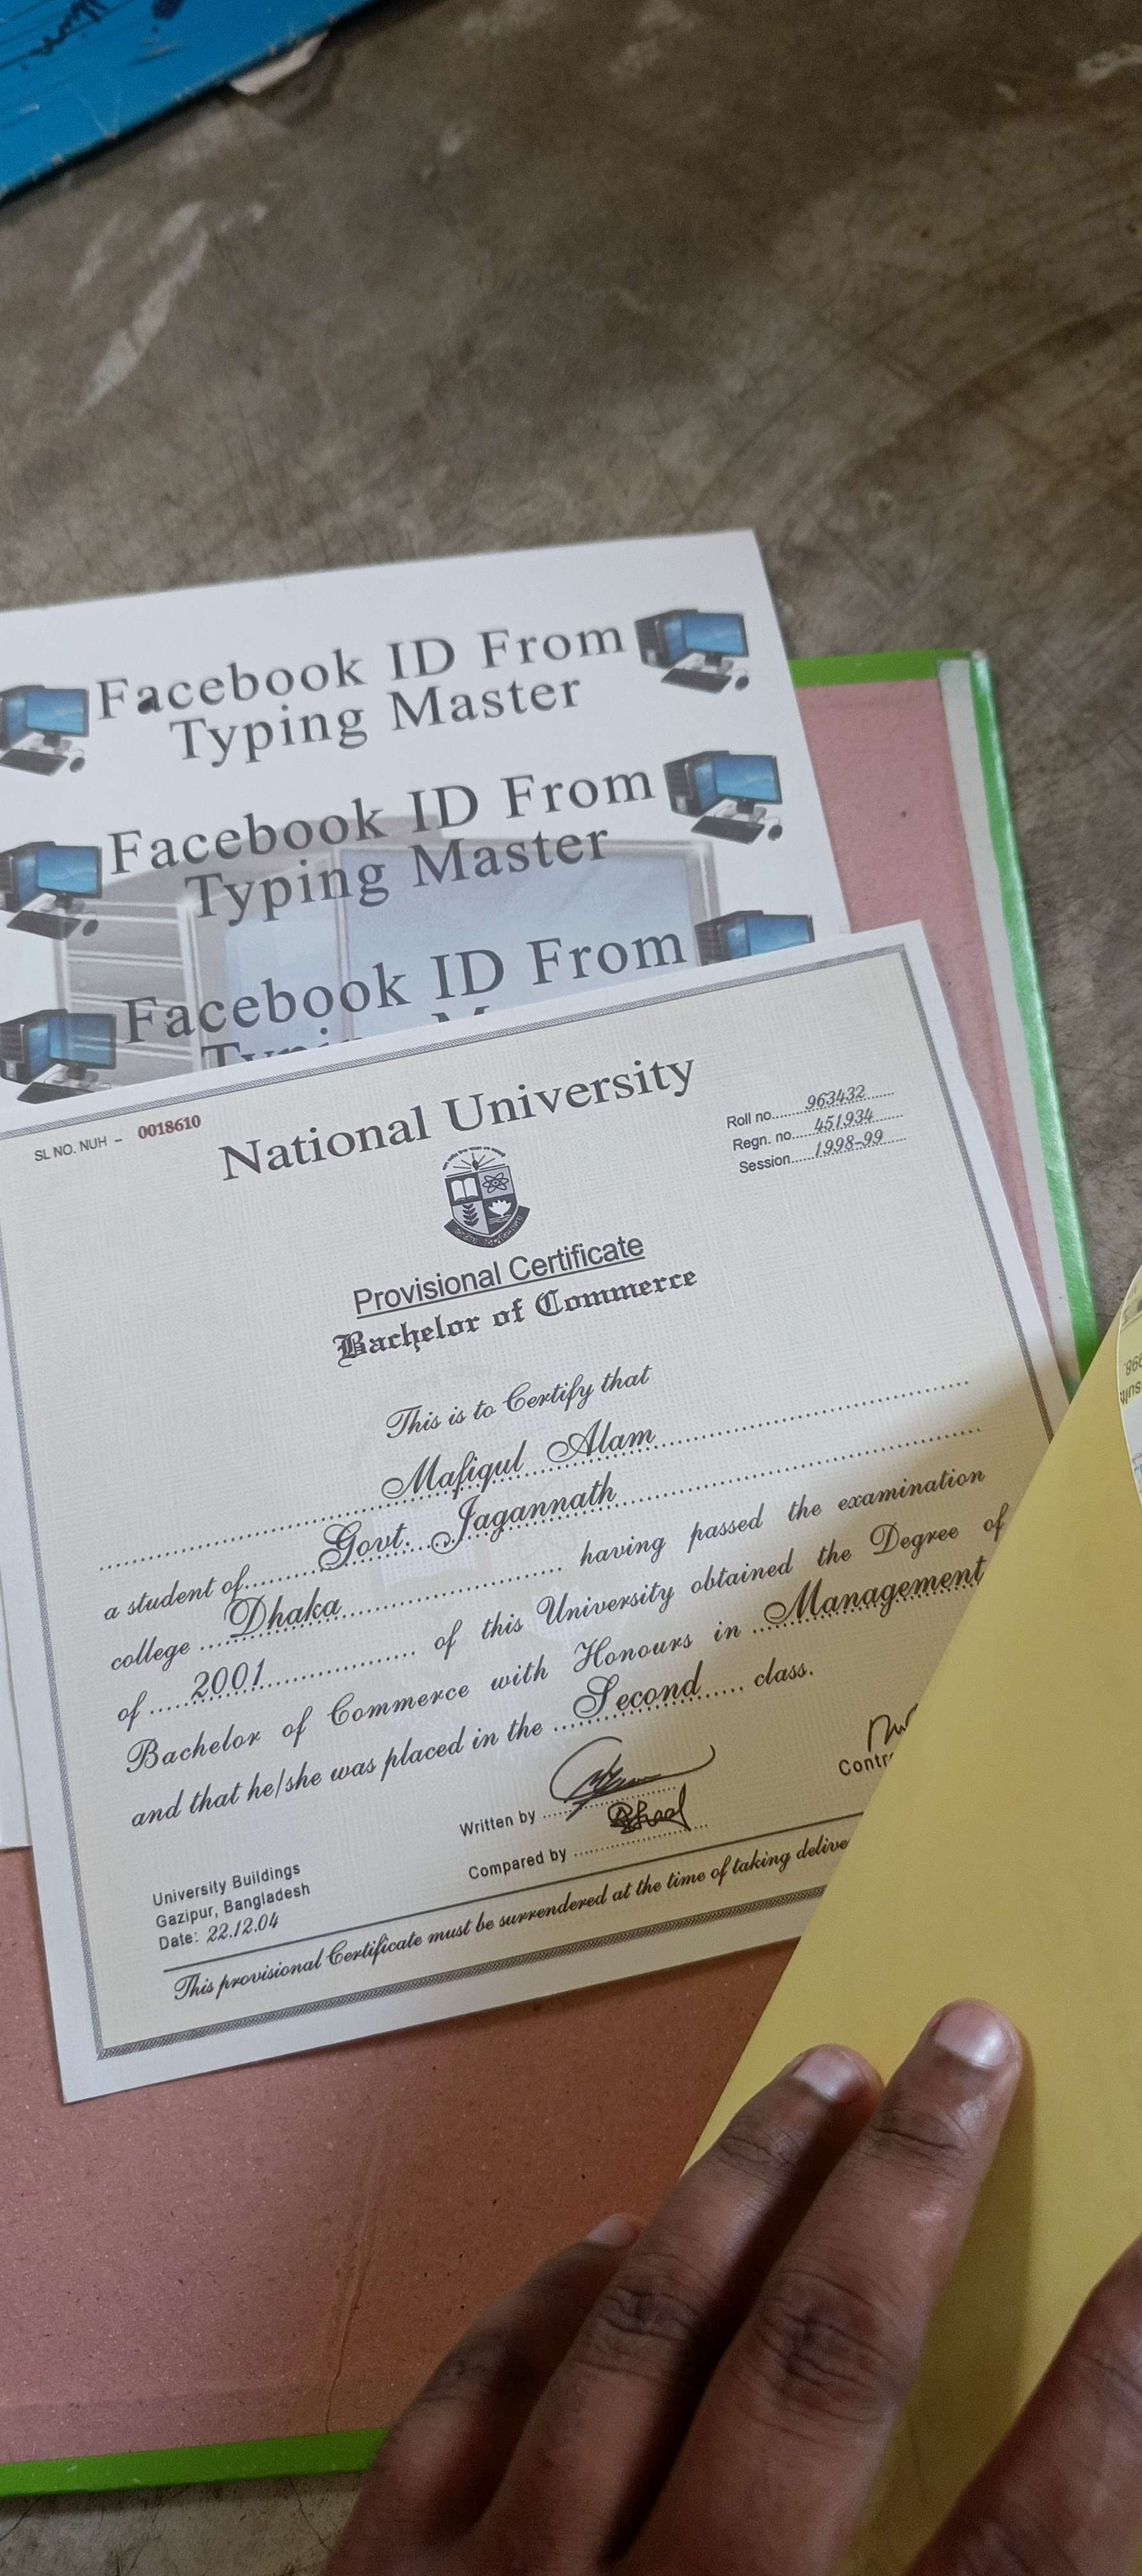 Facebook ID From
Typing Master
Facebook ID From
Typing Master
Facebook ID From
Typing
SL NO. NUH - 0018610
National University
Roll no......963432......
Regn. no....451934......
Session.....1998-99.....
Provisional Certificate
Bachelor of Commerce
This is to Certify that
Mafiqul Alam
a student of Govt. Jagannath
college Dhaka having passed the examination
of 2001 of this University obtained the Degree of
Bachelor of Commerce with Honours in Management
and that he/she was placed in the Second class.
Written by
Contr
Compared by
University Buildings
Gazipur, Bangladesh
Date: 22.12.04
This provisional Certificate must be surrendered at the time of taking delive